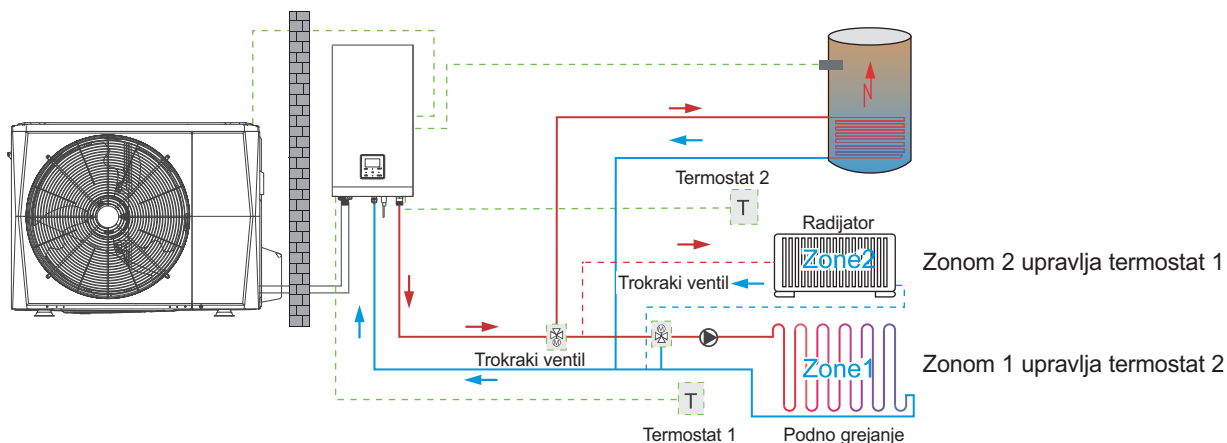 Termostat 2
T
Radijator
Zone2
Zonom 2 upravlja termostat 1
Trokraki ventil
M
M
Trokraki ventil
Zone1
Zonom 1 upravlja termostat 2
T
Termostat 1
Podno grejanje